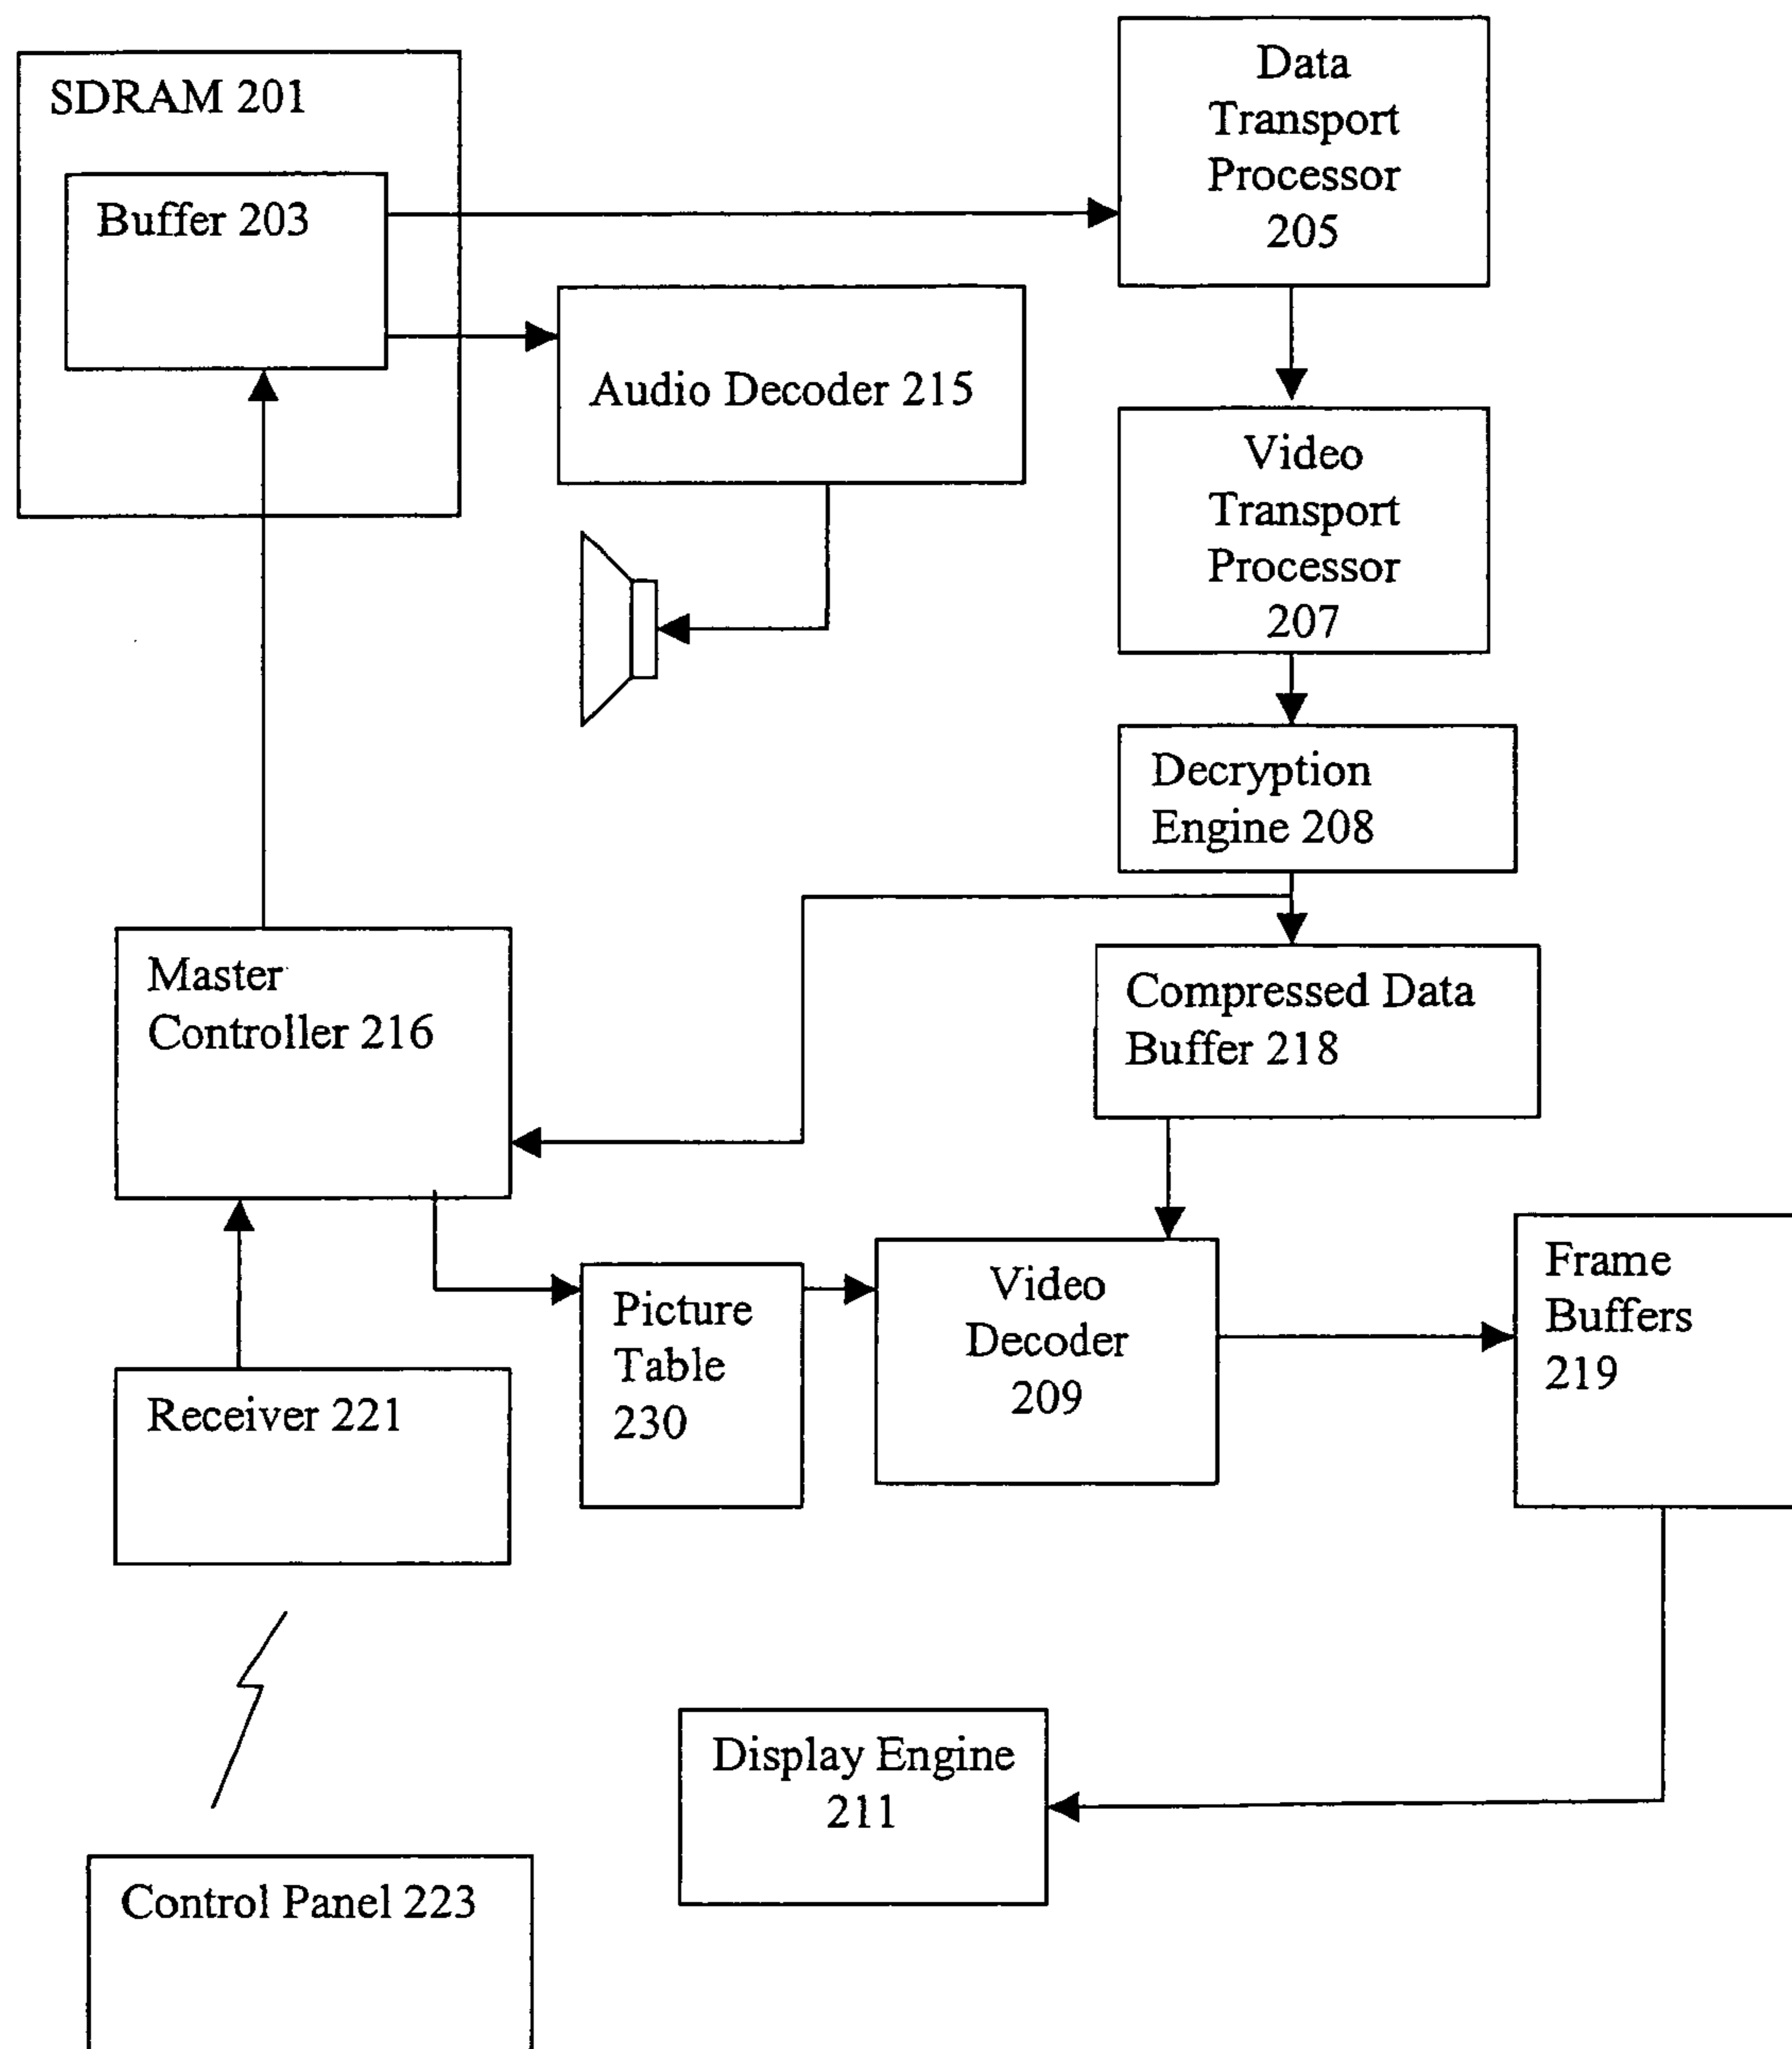 SDRAM 201
Buffer 203
Data
Transport
Processor
205
Audio Decoder 215
Video
Transport
Processor
207
Decryption
Engine 208
Master
Controller 216
Compressed Data
Buffer 218
Receiver 221
Picture
Table
230
Video
Decoder
209
Frame
Buffers
219
Display Engine
211
Control Panel 223